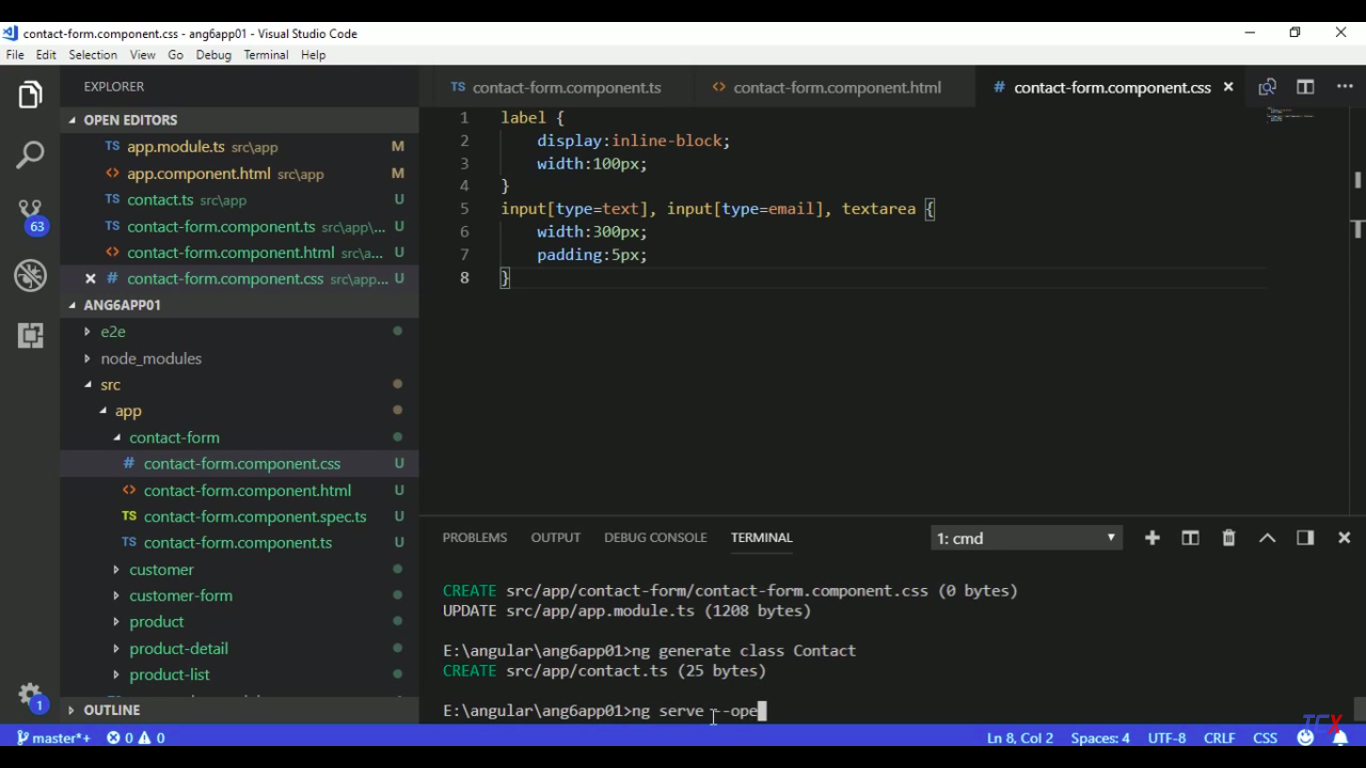 contact-form.component.css - ang6app01 - Visual Studio Code
File Edit Selection View Go Debug Terminal Help
EXPLORER
OPEN EDITORS
TS app.module.ts src\app M
<> app.component.html src\app M
TS contact.ts src\app U
TS contact-form.component.ts src\app\... U
<> contact-form.component.html src\a... U
# contact-form.component.css src\app... U
ANG6APP01
e2e
node_modules
src
app
contact-form
# contact-form.component.css U
<> contact-form.component.html U
TS contact-form.component.spec.ts U
TS contact-form.component.ts U
customer
customer-form
product
product-detail
product-list
OUTLINE
63
1
TS contact-form.component.ts <> contact-form.component.html # contact-form.component.css
1 label {
2 display:inline-block;
3 width:100px;
4 }
5 input[type=text], input[type=email], textarea {
6 width:300px;
7 padding:5px;
8 }
PROBLEMS OUTPUT DEBUG CONSOLE TERMINAL 1: cmd
CREATE src/app/contact-form/contact-form.component.css (0 bytes)
UPDATE src/app/app.module.ts (1208 bytes)
E:\angular\ang6app01>ng generate class Contact
CREATE src/app/contact.ts (25 bytes)
E:\angular\ang6app01>ng serve --ope
master*+ 0 0 Ln 8, Col 2 Spaces: 4 UTF-8 CRLF CSS
TCX